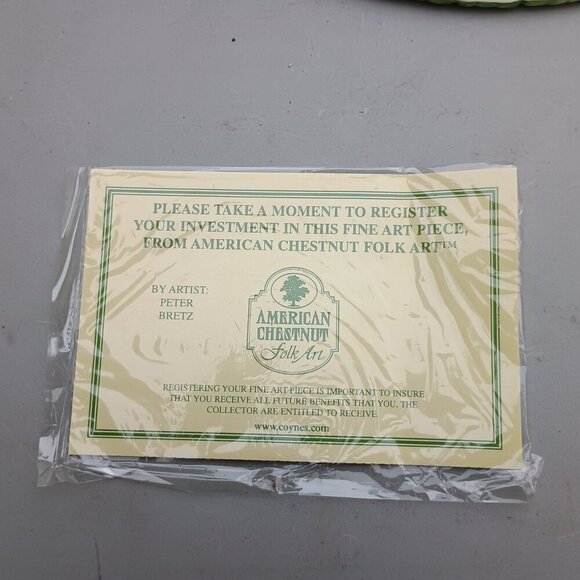 PLEASE TAKE A MOMENT TO REGISTER
YOUR INVESTMENT IN THIS FINE ART PIECE,
FROM AMERICAN CHESTNUT FOLK ART™
BY ARTIST:
PETER
BRETZ
AMERICAN
CHESTNUT
Folk Art
REGISTERING YOUR FINE ART PIECE IS IMPORTANT TO INSURE
THAT YOU RECEIVE ALL FUTURE BENEFITS THAT YOU, THE
COLLECTOR ARE ENTITLED TO RECEIVE
www.coynes.com